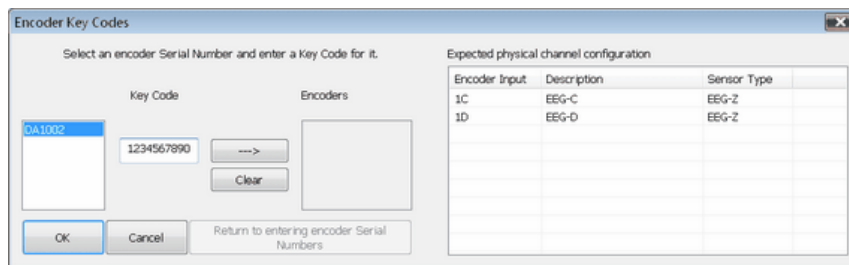 Encoder Key Codes
Select an encoder Serial Number and enter a Key Code for it.
Key Code
Encoders
DA1002
1234567890
--->
Clear
OK
Cancel
Return to entering encoder Serial
Numbers
Expected physical channel configuration
Encoder Input Description Sensor Type
1C EEG-C EEG-Z
1D EEG-D EEG-Z